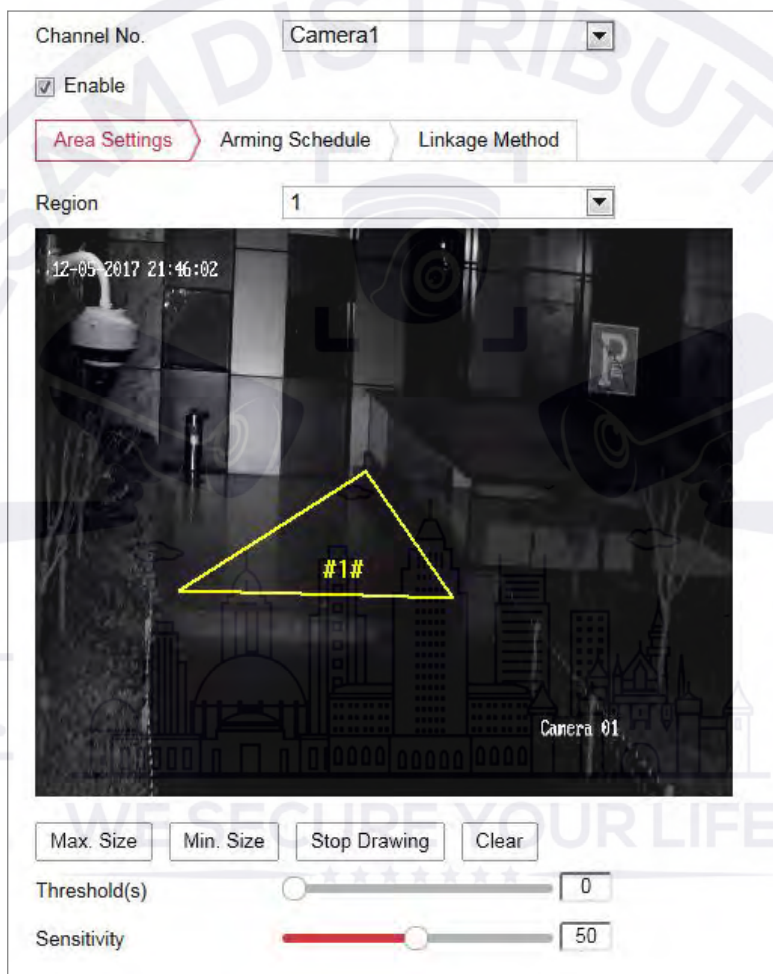 Channel No. Camera1
Enable
Area Settings Arming Schedule Linkage Method
Region 1
12-05-2017 21:46:02
P
#1#
Camera 01
WE SECURE YOUR LIFE
Max. Size Min. Size Stop Drawing Clear
Threshold(s) 0
Sensitivity 50